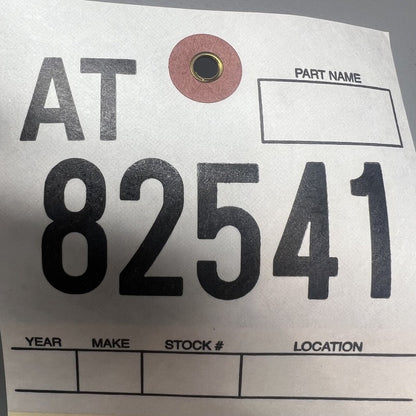 AT
PART NAME
82541
YEAR MAKE STOCK # LOCATION